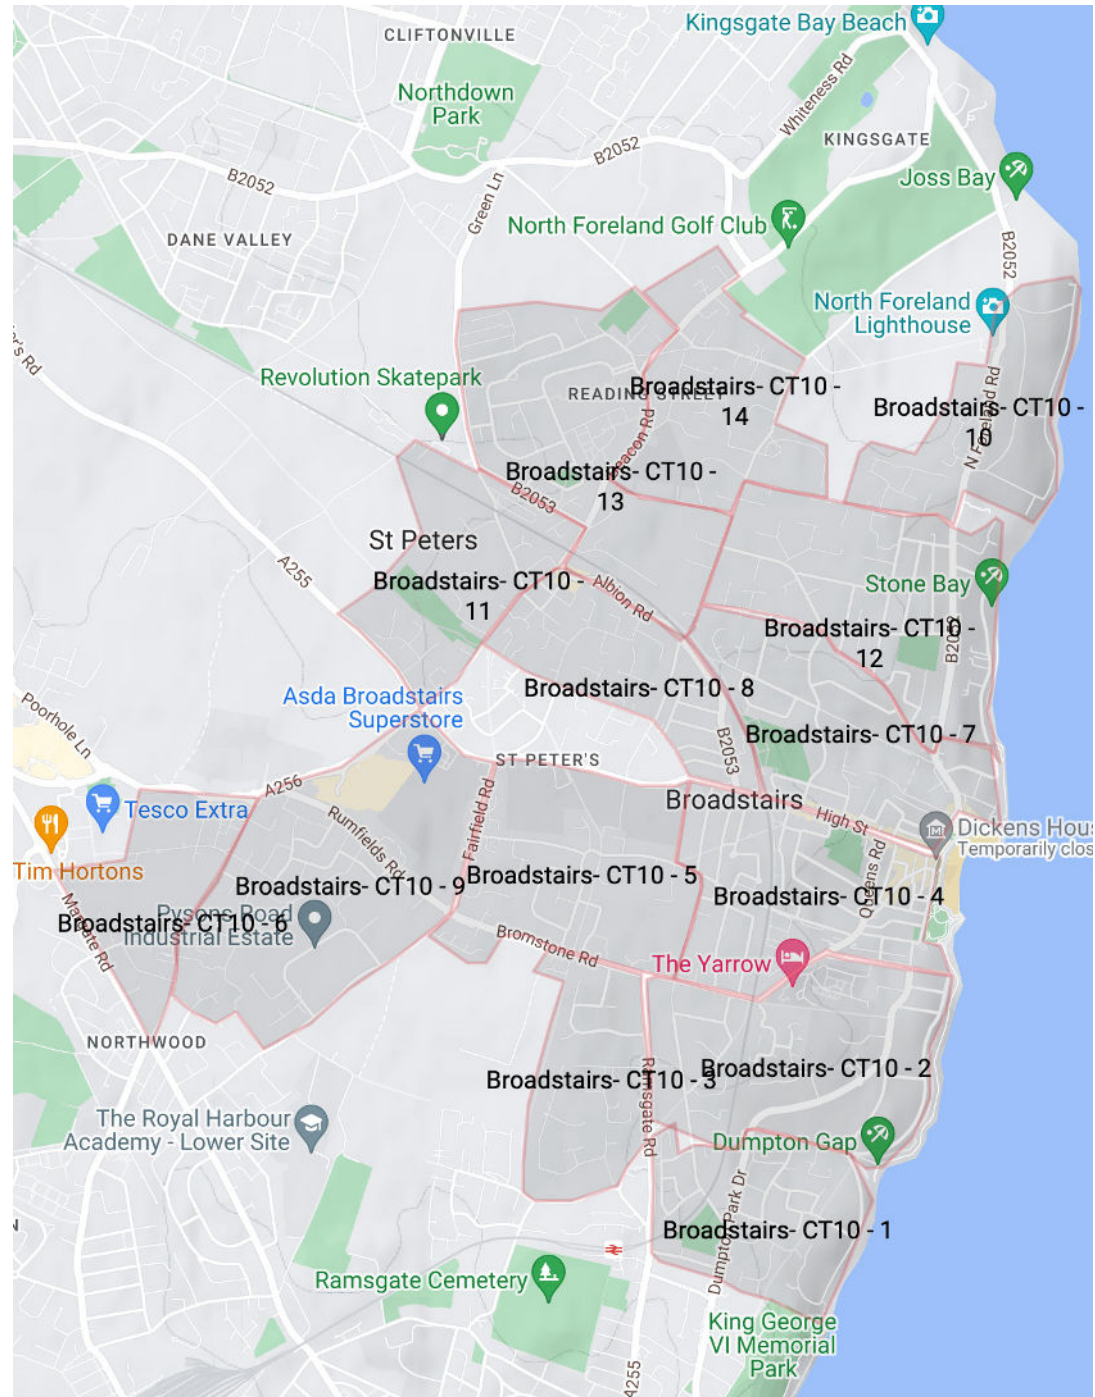 Kingsgate Bay Beach
CLIFTONVILLE
Northdown
Park
Whiteness Rd
KINGSGATE
B2052
B2052
Joss Bay
Green Ln
North Foreland Golf Club
DANE VALLEY
B2052
North Foreland
Lighthouse
Revolution Skatepark
READING STREET
Broadstairs- CT10 -
14
Broadstairs- CT10 -
10
N Foreland Rd
Broadstairs- CT10 -
13
B2053
St Peters
A255
Broadstairs- CT10 -
11
Albion Rd
Stone Bay
Broadstairs- CT10 -
12
B2052
Broadstairs- CT10 - 8
Asda Broadstairs
Superstore
Poorhole Ln
B2053
Broadstairs- CT10 - 7
ST PETER'S
A256
Tesco Extra
Broadstairs
High St
Dickens Hous
Temporarily clos
Tim Hortons
Rumfields Rd
Fairfield Rd
Queens Rd
Broadstairs- CT10 - 9
Broadstairs- CT10 - 5
Broadstairs- CT10 - 4
Broadstairs- CT10 - 6
Pysons Road
Industrial Estate
Margate Rd
Bromstone Rd
The Yarrow
NORTHWOOD
Broadstairs- CT10 - 3
Broadstairs- CT10 - 2
Ramsgate Rd
The Royal Harbour
Academy - Lower Site
Dumpton Gap
Dumpton Park Dr
Broadstairs- CT10 - 1
Ramsgate Cemetery
King George
VI Memorial
Park
A255